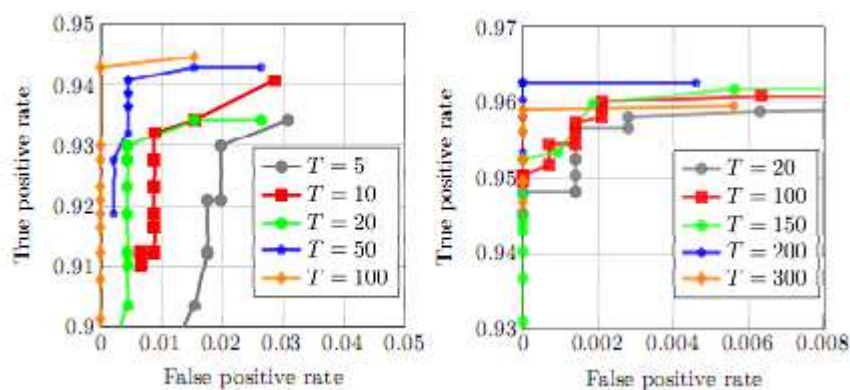 0.95
0.94
0.93
0.92
0.91
0.9
True positive rate
0 0.01 0.02 0.03 0.04 0.05
False positive rate
T = 5
T = 10
T = 20
T = 50
T = 100
0.97
0.96
0.95
0.94
0.93
True positive rate
0 0.002 0.004 0.006 0.008
False positive rate
T = 20
T = 100
T = 150
T = 200
T = 300